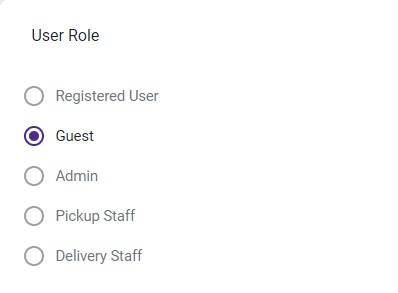 User Role
Registered User
Guest
Admin
Pickup Staff
Delivery Staff